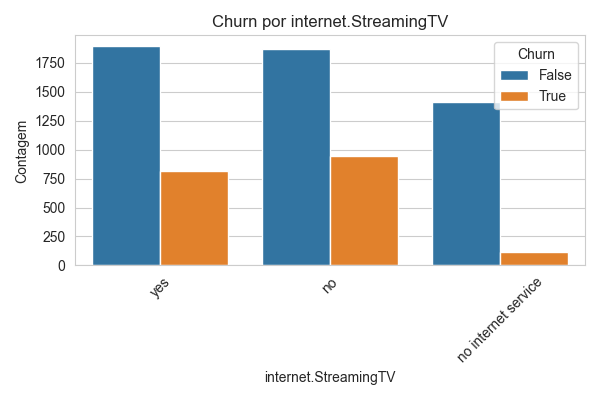 Churn por internet.StreamingTV
Churn
False
True
Contagem
1750
1500
1250
1000
750
500
250
0
yes
no
no internet service
internet.StreamingTV